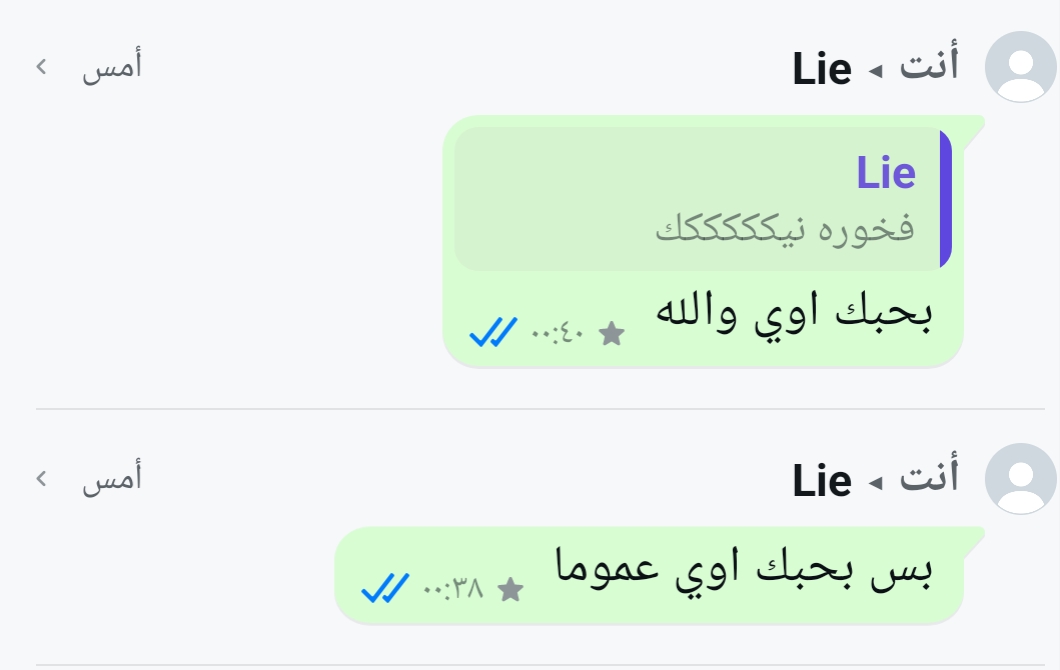 أنت ◂ Lie
أمس
Lie
فخوره نيكككككك
بحبك اوي والله
٠٠:٤٠
أنت ◂ Lie
أمس
بس بحبك اوي عموما
٠٠:٣٨